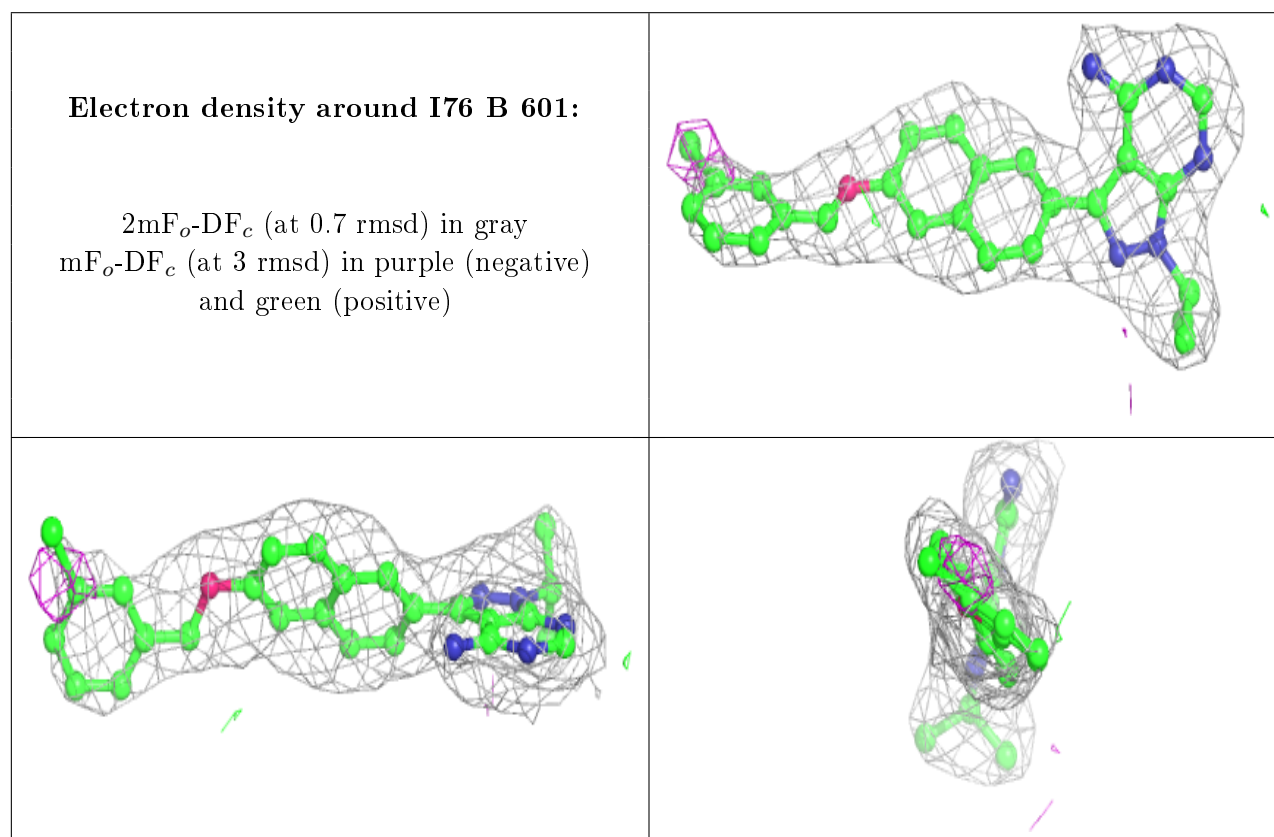 Electron density around I76 B 601:
2mFo-DFc (at 0.7 rmsd) in gray
mFo-DFc (at 3 rmsd) in purple (negative)
and green (positive)